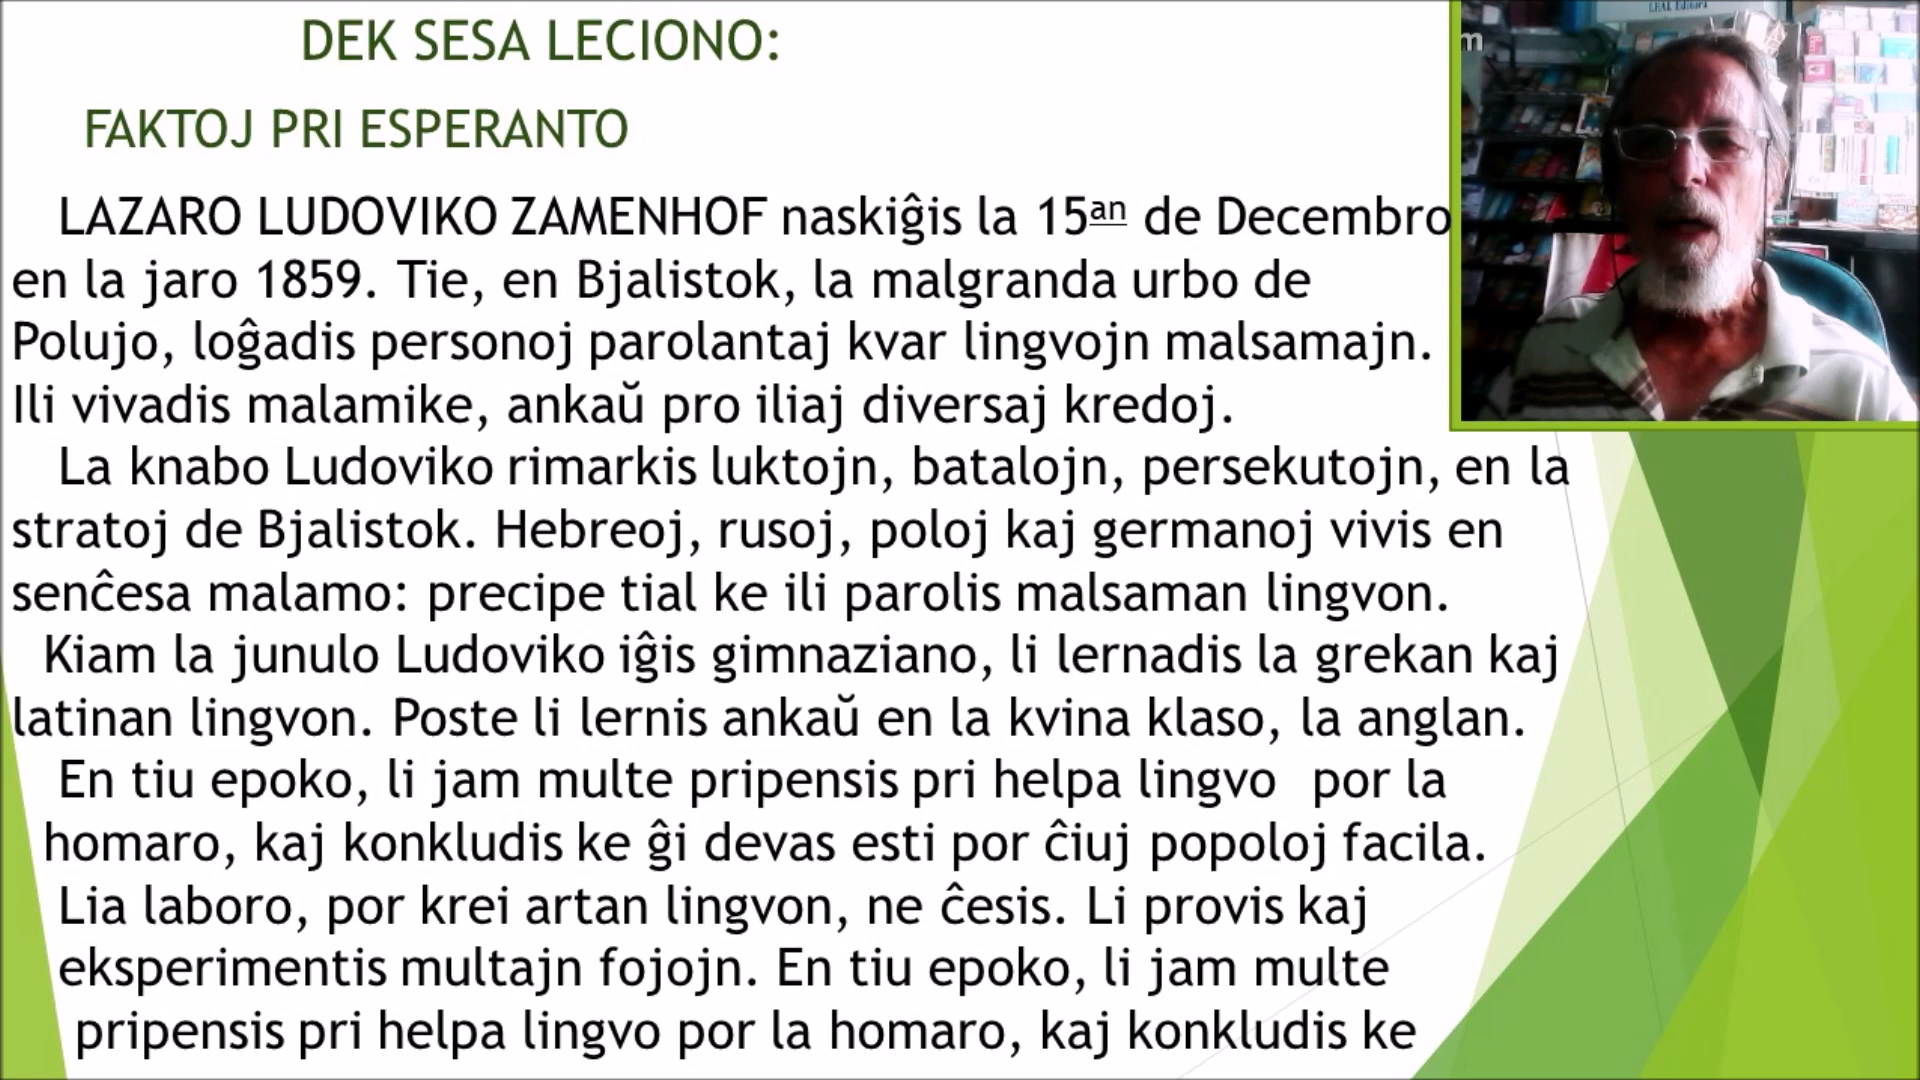 DEK SESA LECIONO:
FAKTOJ PRI ESPERANTO
LAZARO LUDOVIKO ZAMENHOF naskiĝis la 15an de Decembro
en la jaro 1859. Tie, en Bjalistok, la malgranda urbo de
Polujo, loĝadis personoj parolantaj kvar lingvojn malsamajn.
Ili vivadis malamike, ankaŭ pro iliaj diversaj kredoj.
La knabo Ludoviko rimarkis luktojn, batalojn, persekutojn, en la
stratoj de Bjalistok. Hebreoj, rusoj, poloj kaj germanoj vivis en
senĉesa malamo: precipe tial ke ili parolis malsaman lingvon.
Kiam la junulo Ludoviko iĝis gimnaziano, li lernadis la grekan kaj
latinan lingvon. Poste li lernis ankaŭ en la kvina klaso, la anglan.
En tiu epoko, li jam multe pripensis pri helpa lingvo por la
homaro, kaj konkludis ke ĝi devas esti por ĉiuj popoloj facila.
Lia laboro, por krei artan lingvon, ne ĉesis. Li provis kaj
eksperimentis multajn fojojn. En tiu epoko, li jam multe
pripensis pri helpa lingvo por la homaro, kaj konkludis ke
LEAL Editora